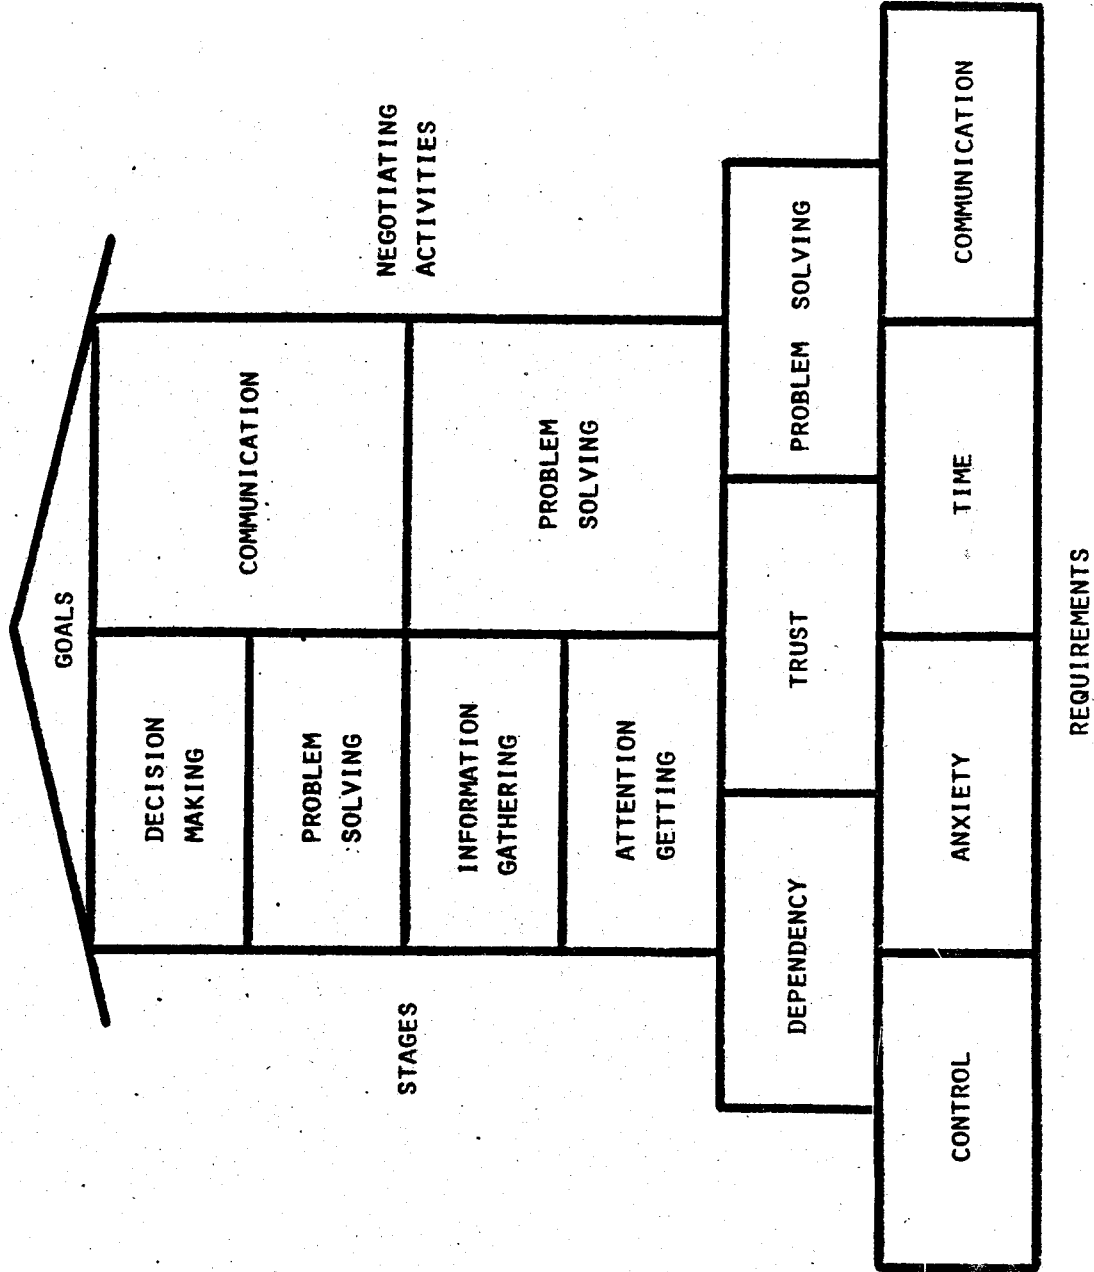 GOALS
STAGES
DECISION
MAKING
PROBLEM
SOLVING
INFORMATION
GATHERING
ATTENTION
GETTING
COMMUNICATION
PROBLEM
SOLVING
NEGOTIATING
ACTIVITIES
DEPENDENCY
TRUST
PROBLEM SOLVING
CONTROL
ANXIETY
TIME
COMMUNICATION
REQUIREMENTS